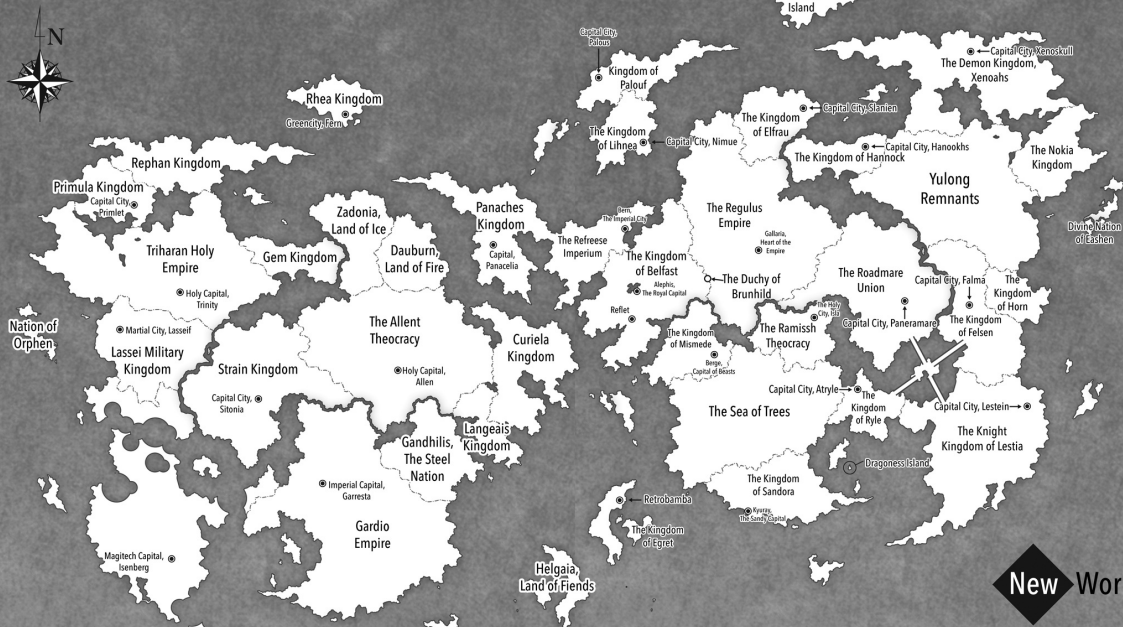 Island
N
Capital City,
Palous
Kingdom of
Palouf
Capital City, Xenoskull
The Demon Kingdom,
Xenoahs
Rhea Kingdom
Greencity, Fern
The Kingdom
of Elfrau
Capital City, Slanien
The Kingdom
of Lihnea
Capital City, Nimue
Capital City, Hanookhs
The Kingdom
of Hannock
The Nokia
Kingdom
Rephan Kingdom
Primula Kingdom
Capital City,
Primlet
Yulong
Remnants
Zadonia,
Land of Ice
Panaches
Kingdom
Capital,
Panacelia
Bern,
The Imperial City
The Regulus
Empire
Gallaria,
Heart of the
Empire
Divine Nation
of Eashen
Triharan Holy
Empire
Holy Capital,
Trinity
Gem Kingdom
Dauburn,
Land of Fire
The Refreese
Imperium
The Kingdom
of Belfast
Alephis,
The Royal Capital
The Duchy of
Brunhild
The Roadmare
Union
Capital City, Paneramare
Capital City, Falma
The Kingdom
of Felsen
The
Kingdom
of Horn
Nation of
Orphen
Martial City, Lasseif
Lassei Military
Kingdom
The Allent
Theocracy
Holy Capital,
Allen
Curiela
Kingdom
Reflet
The Kingdom
of Mismede
Berge,
Capital of Beasts
The Holy
City, Isla
The Ramissh
Theocracy
Strain Kingdom
Capital City,
Sitonia
The Sea of Trees
Capital City, Atryle
The
Kingdom
of Ryle
Capital City, Lestein
The Knight
Kingdom of Lestia
Langeais
Kingdom
Gandhilis,
The Steel
Nation
Dragoness Island
Imperial Capital,
Garresta
Gardio
Empire
Retrobamba
The Kingdom
of Egret
The Kingdom
of Sandora
Kyuray,
The Sandy Capital
Magitech Capital,
Isenberg
Helgaia,
Land of Fiends
New Wor